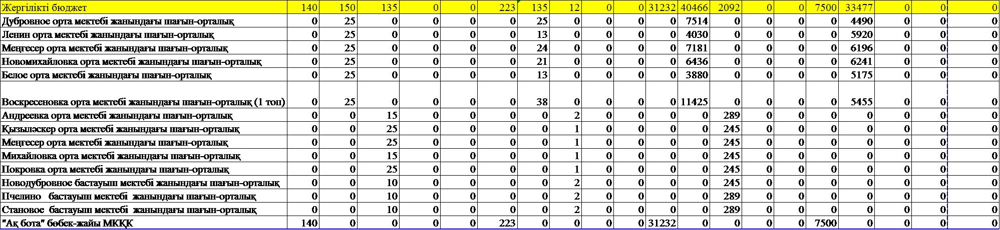 Жергілікті бюджет 140 150 135 0 0 223 135 12 0 0 31232 40466 2092 0 0 7500 33477 0 0 0
Дубровное орта мектебі жанындағы шағын-орталық 0 25 0 0 0 0 25 0 0 0 0 7514 0 0 0 0 4490 0 0 0
Ленин орта мектебі жанындағы шағын-орталық 0 25 0 0 0 0 13 0 0 0 0 4030 0 0 0 0 5920 0 0 0
Меңгесер орта мектебі жанындағы шағын-орталық 0 25 0 0 0 0 24 0 0 0 0 7181 0 0 0 0 6196 0 0 0
Новомихайловка орта мектебі жанындағы шағын-орталық 0 25 0 0 0 0 21 0 0 0 0 6436 0 0 0 0 6241 0 0 0
Белое орта мектебі жанындағы шағын-орталық 0 25 0 0 0 0 13 0 0 0 0 3880 0 0 0 0 5175 0 0 0
Воскресеновка орта мектебі жанындағы шағын-орталық (1 топ) 0 25 0 0 0 0 38 0 0 0 0 11425 0 0 0 0 5455 0 0 0
Андреевка орта мектебі жанындағы шағын-орталық 0 0 15 0 0 0 0 2 0 0 0 0 289 0 0 0 0 0 0 0
Қызыләскер орта мектебі жанындағы шағын-орталық 0 0 25 0 0 0 0 1 0 0 0 0 245 0 0 0 0 0 0 0
Меңгесер орта мектебі жанындағы шағын-орталық 0 0 25 0 0 0 0 1 0 0 0 0 245 0 0 0 0 0 0 0
Михайловка орта мектебі жанындағы шағын-орталық 0 0 15 0 0 0 0 1 0 0 0 0 245 0 0 0 0 0 0 0
Покровка орта мектебі жанындағы шағын-орталық 0 0 25 0 0 0 0 1 0 0 0 0 245 0 0 0 0 0 0 0
Новодубровное бастауыш мектебі жанындағы шағын-орталық 0 0 10 0 0 0 0 2 0 0 0 0 245 0 0 0 0 0 0 0
Пчелино бастауыш мектебі жанындағы шағын-орталық 0 0 10 0 0 0 0 2 0 0 0 0 289 0 0 0 0 0 0 0
Становое бастауыш мектебі жанындағы шағын-орталық 0 0 10 0 0 0 0 2 0 0 0 0 289 0 0 0 0 0 0 0
"Ақ бота" бөбек-жайы МКҚК 140 0 0 0 0 223 0 0 0 0 31232 0 0 0 0 7500 0 0 0 0